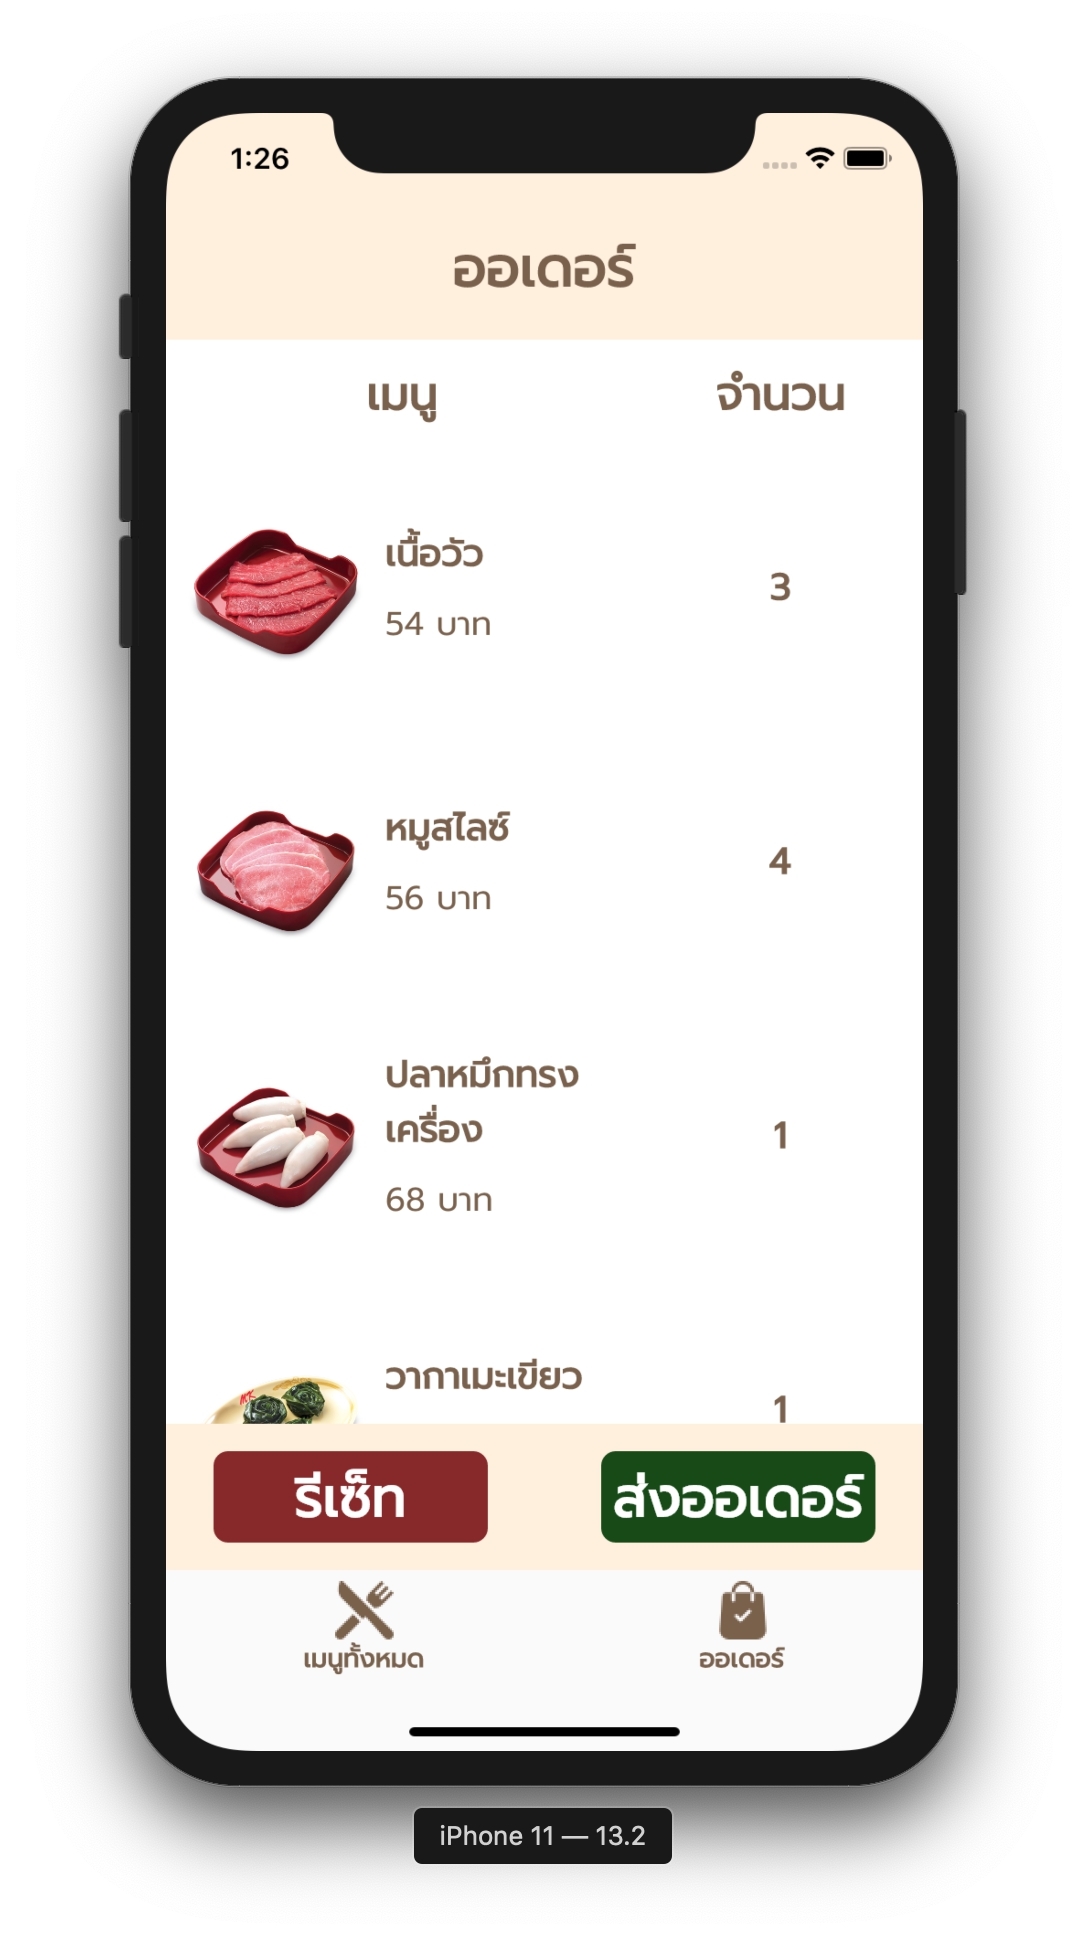 1:26
ออเดอร์
เมนู จำนวน
เนื้อวัว
54 บาท
3
หมูสไลซ์
56 บาท
4
ปลาหมึกทรง
เครื่อง
68 บาท
1
วากาเมะเขียว
1
MK
รีเซ็ท ส่งออเดอร์
เมนูทั้งหมด ออเดอร์
iPhone 11 — 13.2